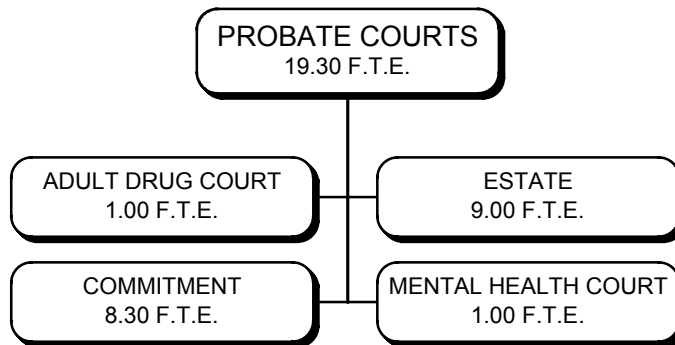 PROBATE COURTS
19.30 F.T.E.
ADULT DRUG COURT
1.00 F.T.E.
ESTATE
9.00 F.T.E.
COMMITMENT
8.30 F.T.E.
MENTAL HEALTH COURT
1.00 F.T.E.